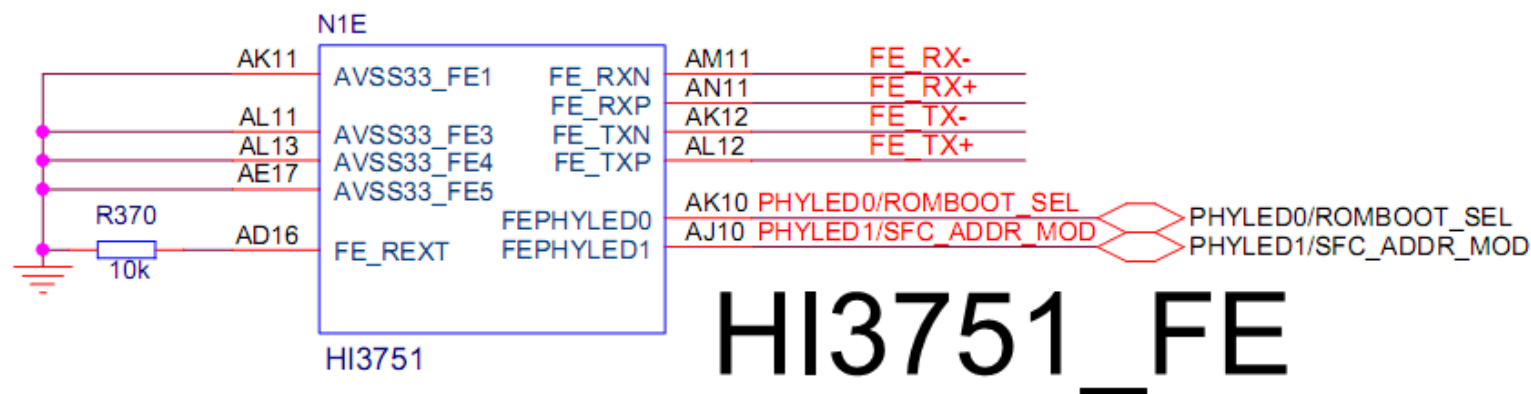 N1E
AK11 AVSS33_FE1 FE_RXN AM11 FE_RX-
FE_RXP AN11 FE_RX+
AL11 AVSS33_FE3 FE_TXN AK12 FE_TX-
AL13 AVSS33_FE4 FE_TXP AL12 FE_TX+
AE17 AVSS33_FE5
FEPHYLED0 AK10 PHYLED0/ROMBOOT_SEL PHYLED0/ROMBOOT_SEL
R370
AD16 FE_REXT FEPHYLED1 AJ10 PHYLED1/SFC_ADDR_MOD PHYLED1/SFC_ADDR_MOD
10k
HI3751
HI3751_FE